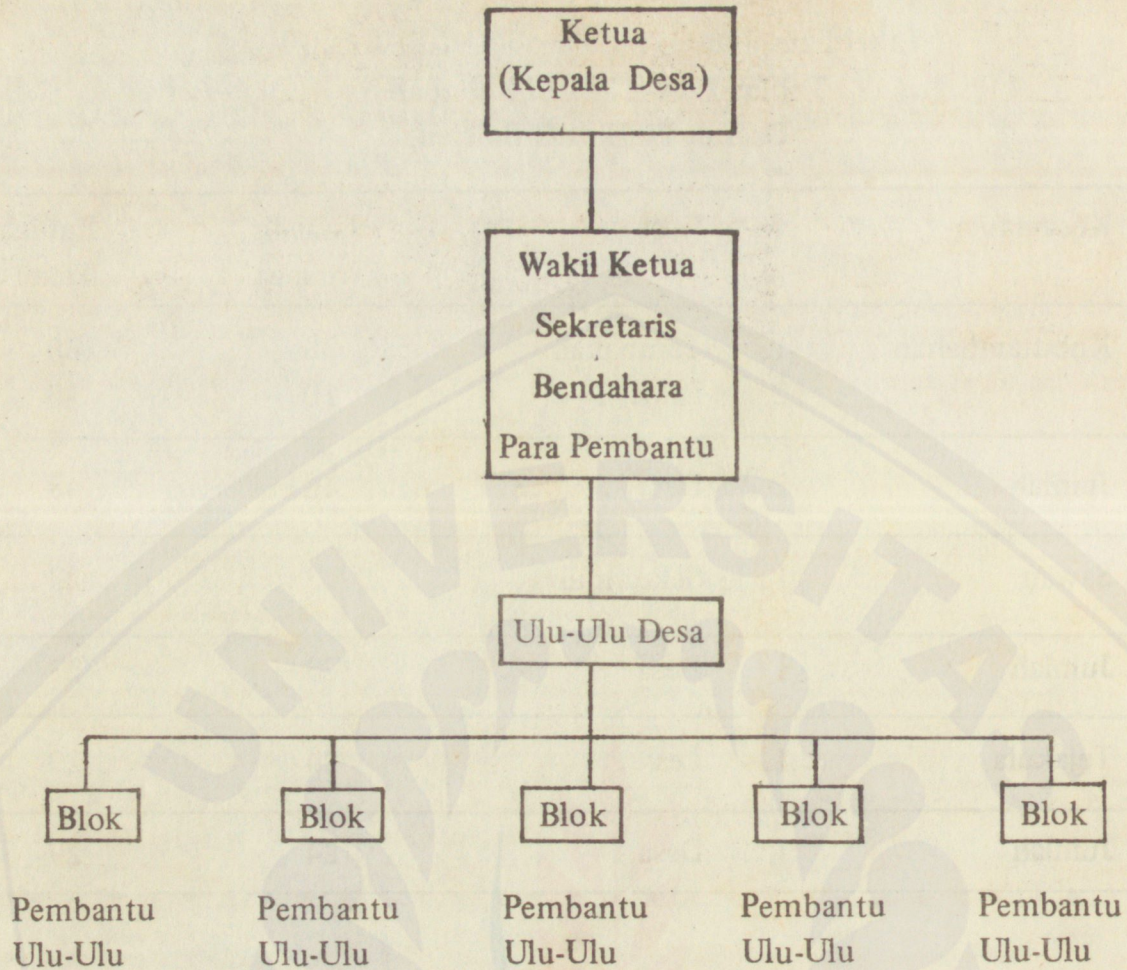 Ketua
(Kepala Desa)
Wakil Ketua
Sekretaris
Bendahara
Para Pembantu
Ulu-Ulu Desa
Blok Blok Blok Blok Blok
Pembantu Pembantu Pembantu Pembantu Pembantu
Ulu-Ulu Ulu-Ulu Ulu-Ulu Ulu-Ulu Ulu-Ulu
UNIVERSITAS